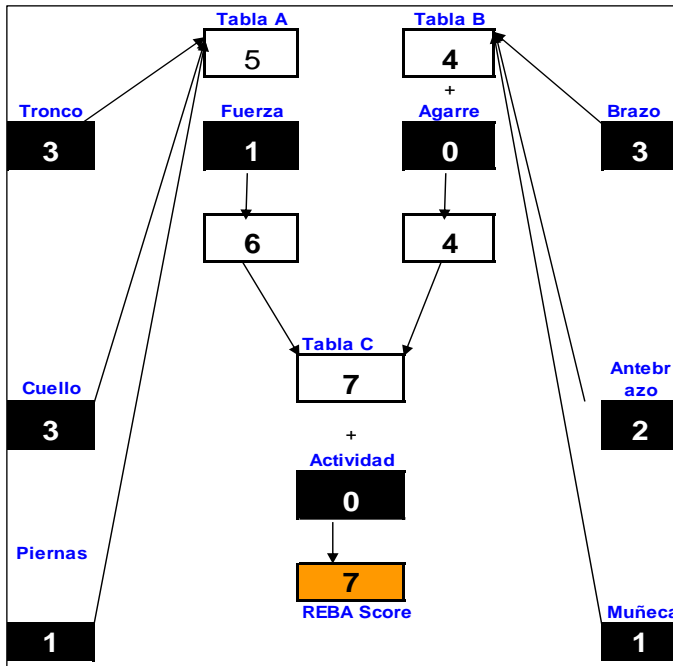 Tabla A
Tabla B
5
4
+
Tronco
Fuerza
Agarre
Brazo
3
1
0
3
6
4
Tabla C
7
Cuello
Antebr
azo
3
2
+
Actividad
0
Piernas
7
REBA Score
Muñeca
1
1